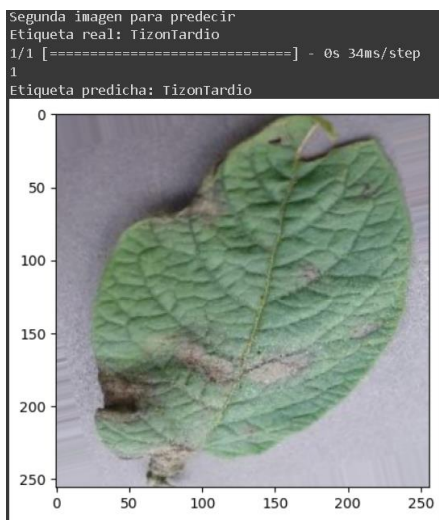 Segunda imagen para predecir
Etiqueta real: TizonTardio
1/1 [==============================] - 0s 34ms/step
1
Etiqueta predicha: TizonTardio
0
50
100
150
200
250
0 50 100 150 200 250